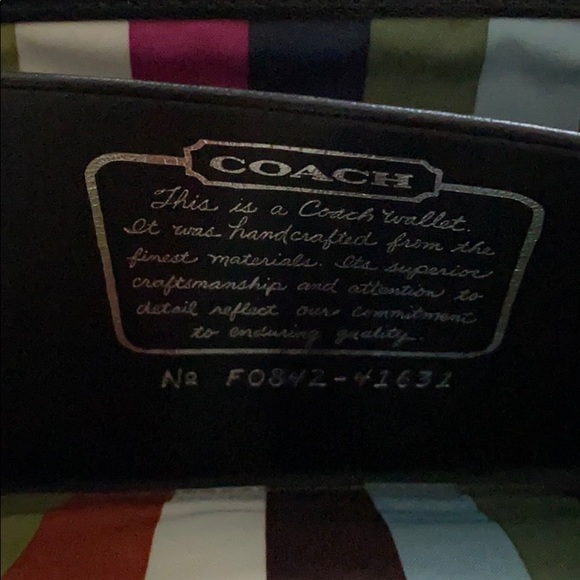 COACH
This is a Coach Wallet.
It was handcrafted from the
finest materials. Its superior
craftsmanship and attention to
detail reflect our commitment
to enduring quality.
No F0842-41632